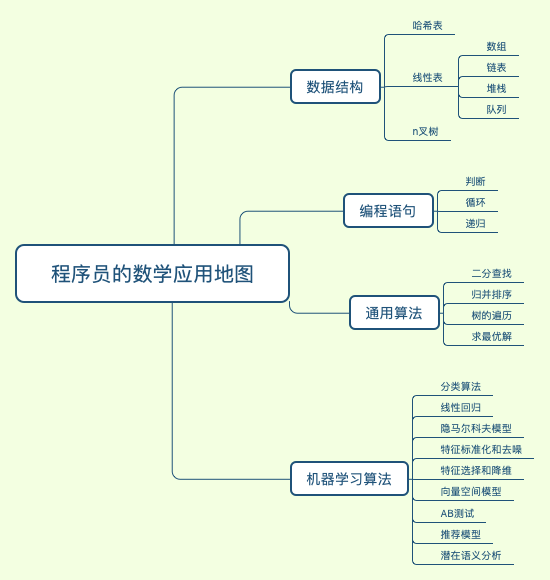 程序员的数学应用地图
数据结构
哈希表
线性表
数组
链表
堆栈
队列
n叉树
编程语句
判断
循环
递归
通用算法
二分查找
归并排序
树的遍历
求最优解
机器学习算法
分类算法
线性回归
隐马尔科夫模型
特征标准化和去噪
特征选择和降维
向量空间模型
AB测试
推荐模型
潜在语义分析